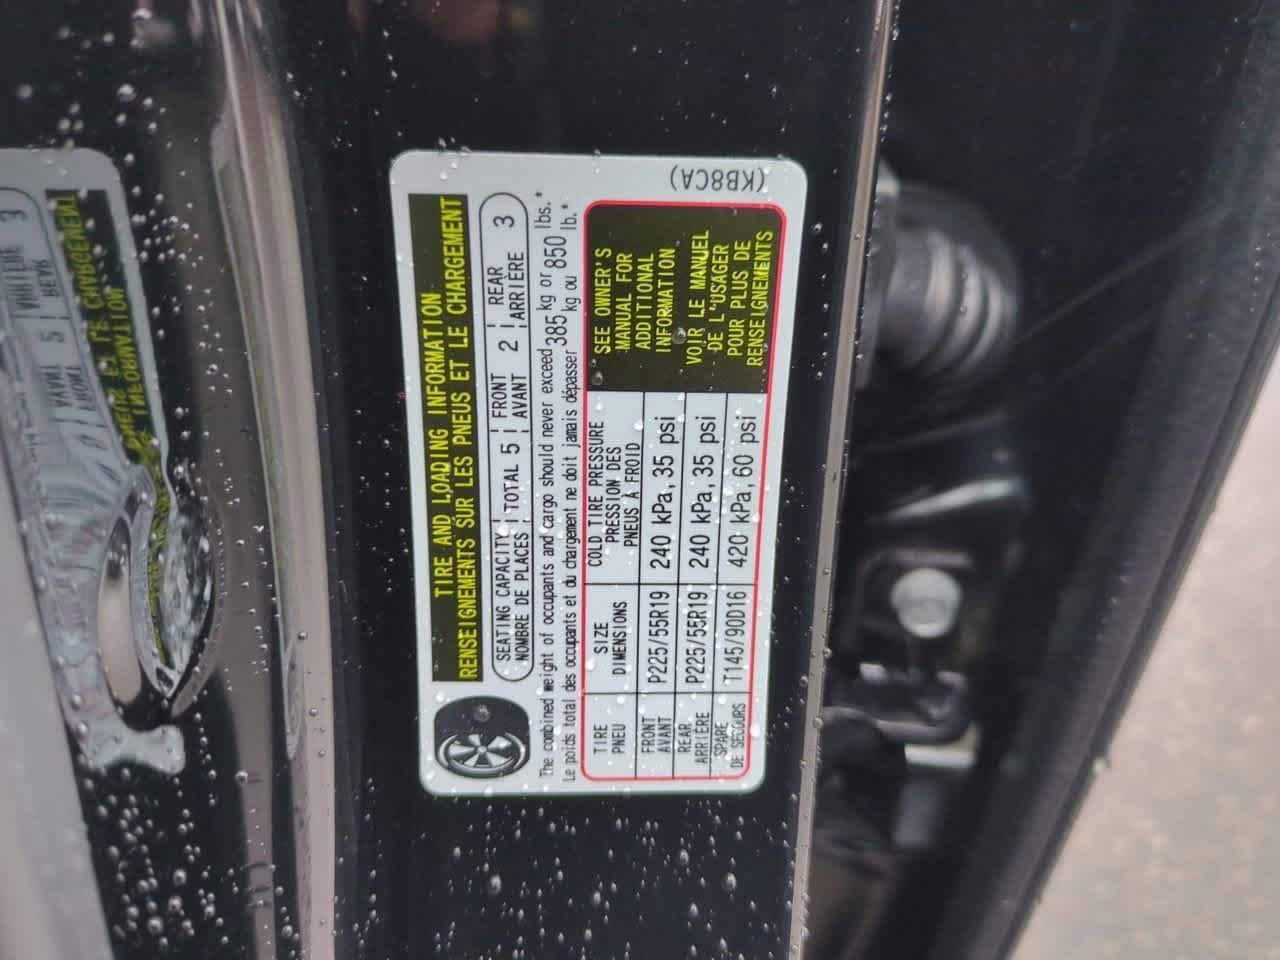 TIRE AND LOADING INFORMATION
RENSEIGNEMENTS SUR LES PNEUS ET LE CHARGEMENT
SEATING CAPACITY TOTAL 5 FRONT 2 REAR 3
NOMBRE DE PLACES AVANT ARRIÈRE
The combined weight of occupants and cargo should never exceed 385 kg or 850 lbs.*
Le poids total des occupants et du chargement ne doit jamais dépasser kg ou lb.*
TIRE SIZE COLD TIRE PRESSURE
PNEU DIMENSIONS PRESSION DES
PNEUS À FROID
FRONT P225/55R19 240 kPa, 35 psi
AVANT
REAR P225/55R19 240 kPa, 35 psi
ARRIÈRE
SPARE T145/90D16 420 kPa, 60 psi
DE SECOURS
SEE OWNER'S
MANUAL FOR
ADDITIONAL
INFORMATION
VOIR LE MANUEL
DE L'USAGER
POUR PLUS DE
RENSEIGNEMENTS
(KB8CA)